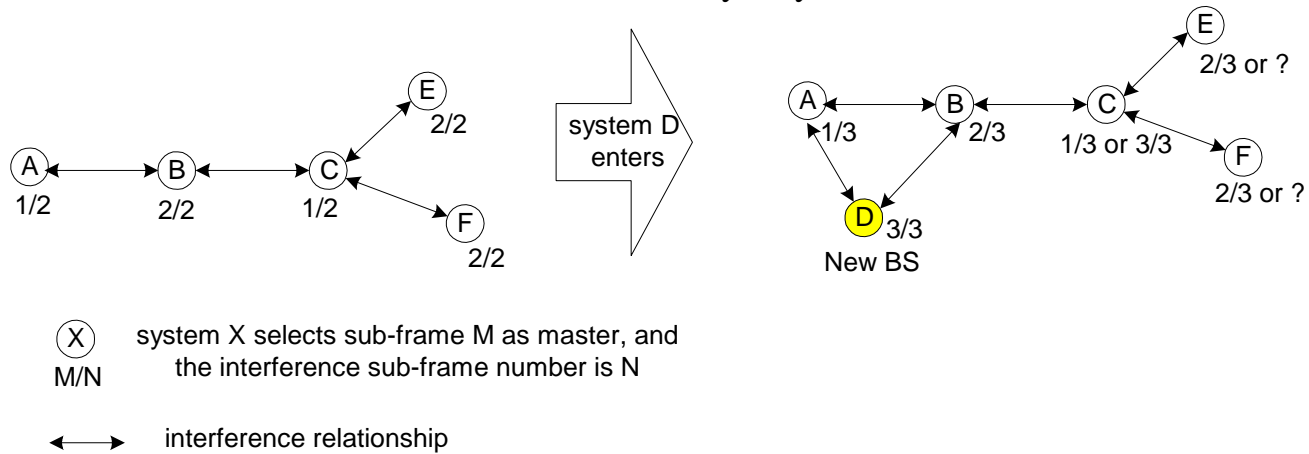 E
2/2
A
1/2
B
2/2
C
1/2
F
2/2
system D
enters
E
2/3 or ?
A
1/3
B
2/3
C
1/3 or 3/3
F
2/3 or ?
D
3/3
New BS
X
M/N
system X selects sub-frame M as master, and
the interference sub-frame number is N
interference relationship